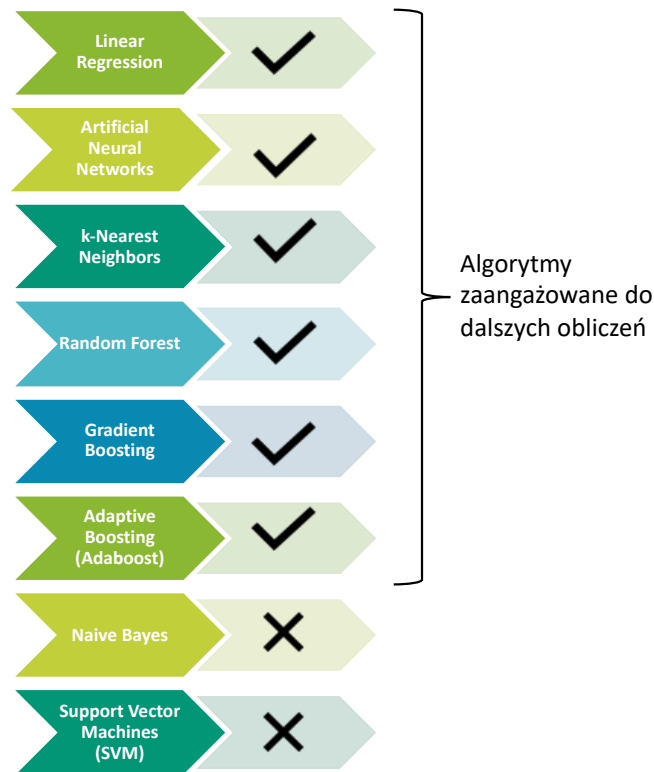 Linear
Regression
Artificial
Neural
Networks
k-Nearest
Neighbors
Random Forest
Gradient
Boosting
Adaptive
Boosting
(Adaboost)
Naive Bayes
Support Vector
Machines
(SVM)
Algorytmy
zaangażowane do
dalszych obliczeń